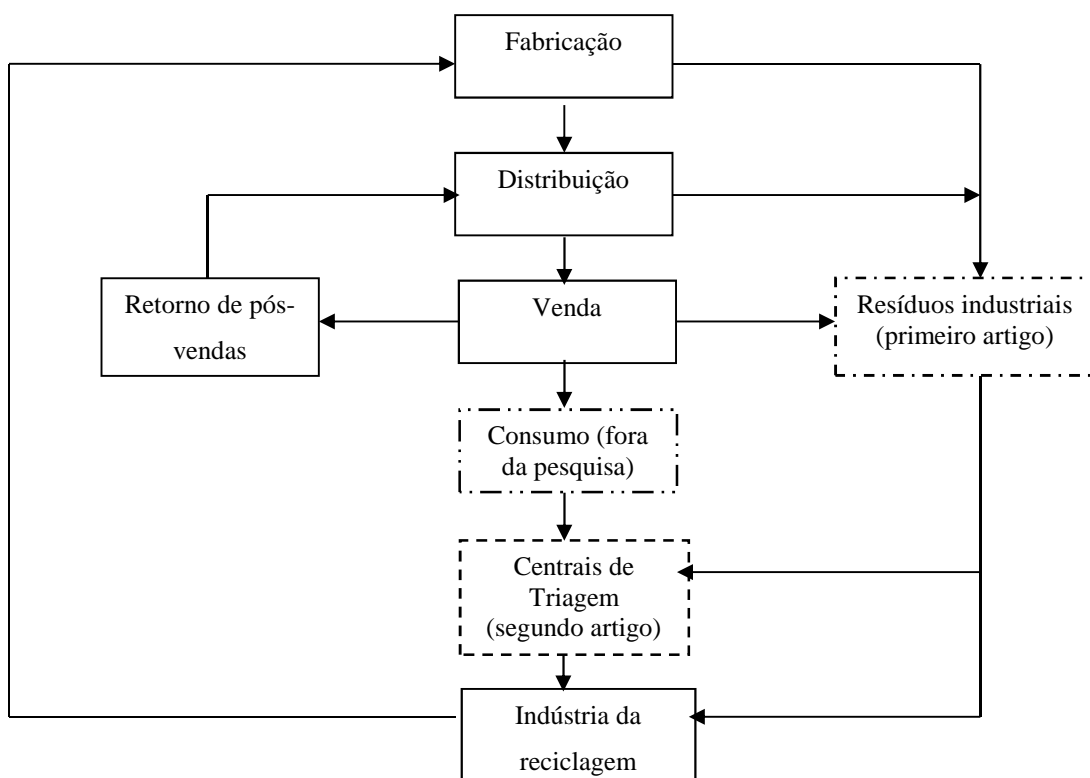 Fabricação
Distribuição
Retorno de pós-
vendas
Venda
Resíduos industriais
(primeiro artigo)
Consumo (fora
da pesquisa)
Centrais de
Triagem
(segundo artigo)
Indústria da
reciclagem